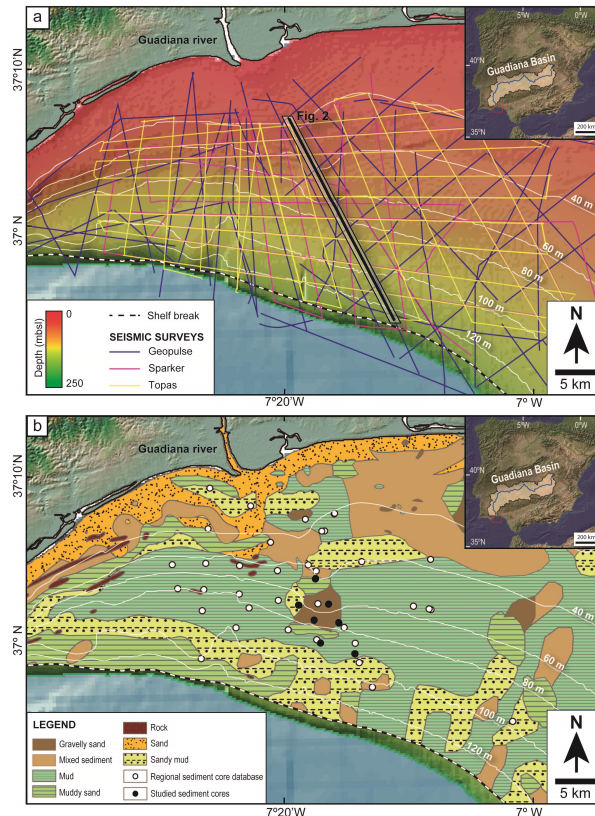 a
Guadiana river
37°10'N
37° N
Fig. 2
5°W
0°W
40°N
Guadiana Basin
35°N
200 km
40 m
60 m
80 m
100 m
120 m
0
Depth (mbsl)
250
Shelf break
SEISMIC SURVEYS
Geopulse
Sparker
Topas
N
5 km
7°20'W
7° W
b
Guadiana river
37°10'N
37° N
5°W
0°W
40°N
Guadiana Basin
35°N
200 km
40 m
60 m
80 m
100 m
120 m
LEGEND
Gravelly sand
Mixed sediment
Mud
Muddy sand
Rock
Sand
Sandy mud
Regional sediment core database
Studied sediment cores
N
5 km
7°20'W
7° W